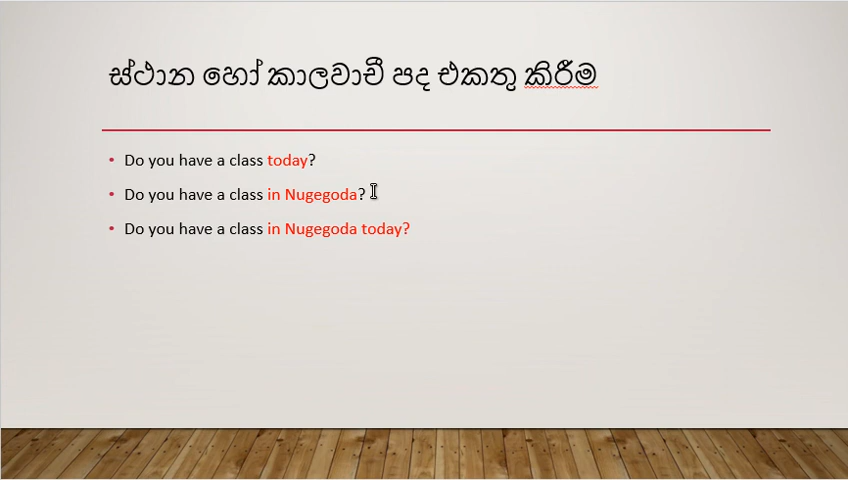 ස්ථාන හෝ කාලවාචී පද එකතු කිරීම
• Do you have a class today?
• Do you have a class in Nugegoda?
• Do you have a class in Nugegoda today?